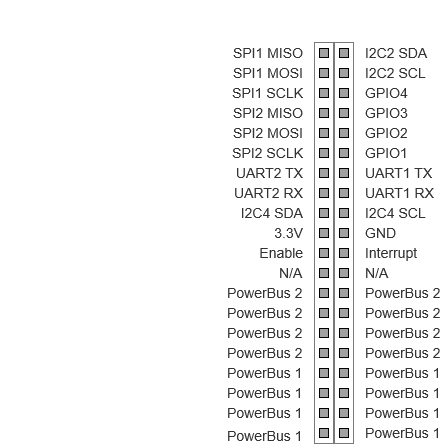 SPI1 MISO I2C2 SDA
SPI1 MOSI I2C2 SCL
SPI1 SCLK GPIO4
SPI2 MISO GPIO3
SPI2 MOSI GPIO2
SPI2 SCLK GPIO1
UART2 TX UART1 TX
UART2 RX UART1 RX
I2C4 SDA I2C4 SCL
3.3V GND
Enable Interrupt
N/A N/A
PowerBus 2 PowerBus 2
PowerBus 2 PowerBus 2
PowerBus 2 PowerBus 2
PowerBus 2 PowerBus 2
PowerBus 1 PowerBus 1
PowerBus 1 PowerBus 1
PowerBus 1 PowerBus 1
PowerBus 1 PowerBus 1